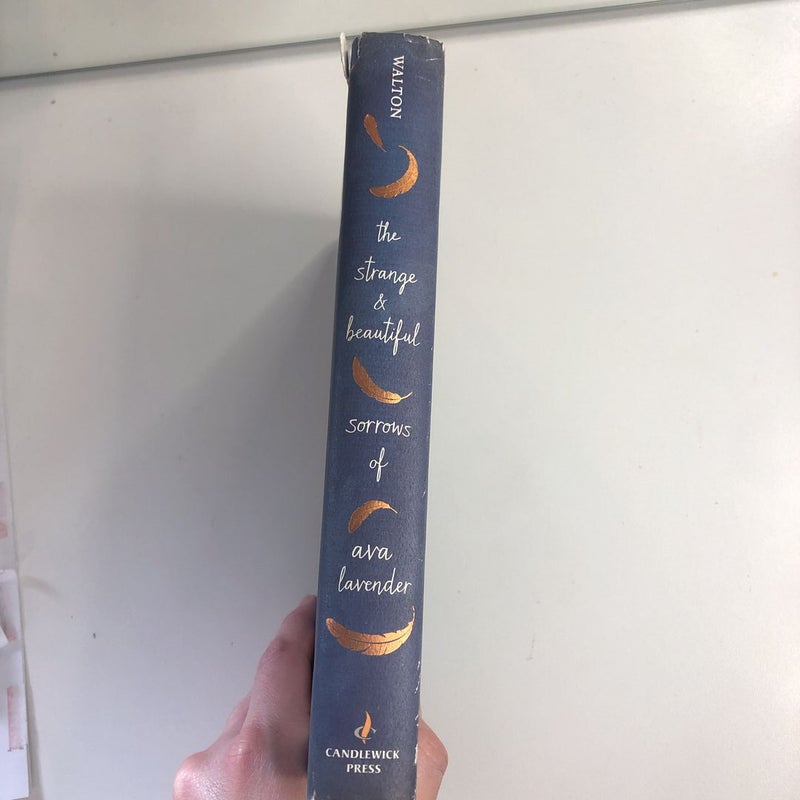 WALTON
the
strange
&
beautiful
sorrows
of
ava
lavender
CANDLEWICK
PRESS